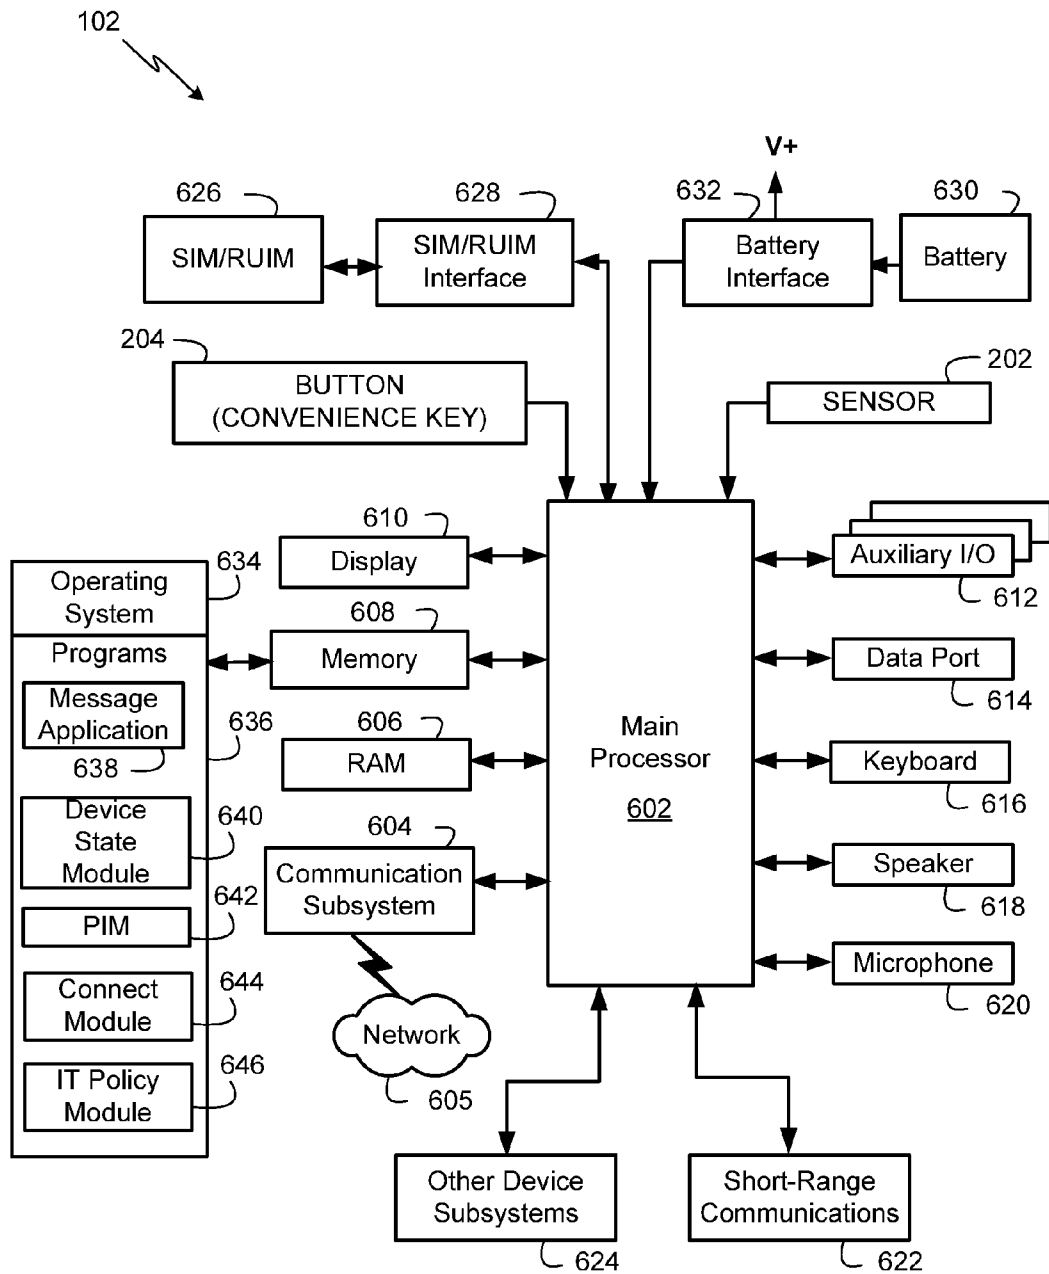 102
V+
626
628
632
630
SIM/RUIM
SIM/RUIM
Interface
Battery
Interface
Battery
204
202
BUTTON
(CONVENIENCE KEY)
SENSOR
610
Display
Auxiliary I/O
612
634
Operating
System
608
Memory
Data Port
614
Programs
Message
Application
638
636
606
RAM
Main
Processor
602
Keyboard
616
Device
State
Module
640
604
Communication
Subsystem
Speaker
618
PIM
642
Microphone
620
Connect
Module
644
Network
605
IT Policy
Module
646
Other Device
Subsystems
624
Short-Range
Communications
622